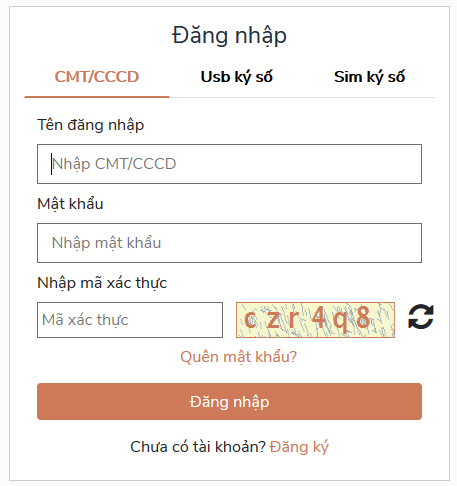 Đăng nhập
CMT/CCCD Usb ký số Sim ký số
Tên đăng nhập
Nhập CMT/CCCD
Mật khẩu
Nhập mật khẩu
Nhập mã xác thực
Mã xác thực czr4q8
Quên mật khẩu?
Đăng nhập
Chưa có tài khoản? Đăng ký